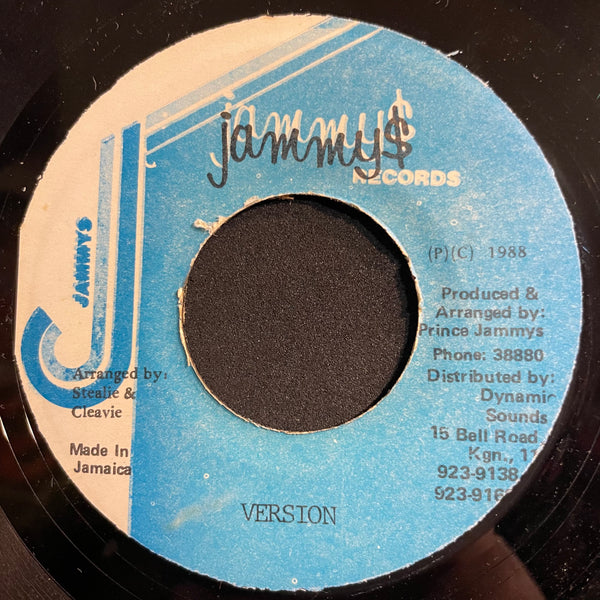 jammy$
jammy$
RECORDS
JAMMYS
(P)(C) 1988
Produced &
Arranged by:
Prince Jammys
Phone: 38880
Arranged by:
Stealie &
Cleavie
Distributed by:
Dynamic
Sounds
15 Bell Road
Kgn., 11
923-9138
Made In
Jamaica
VERSION